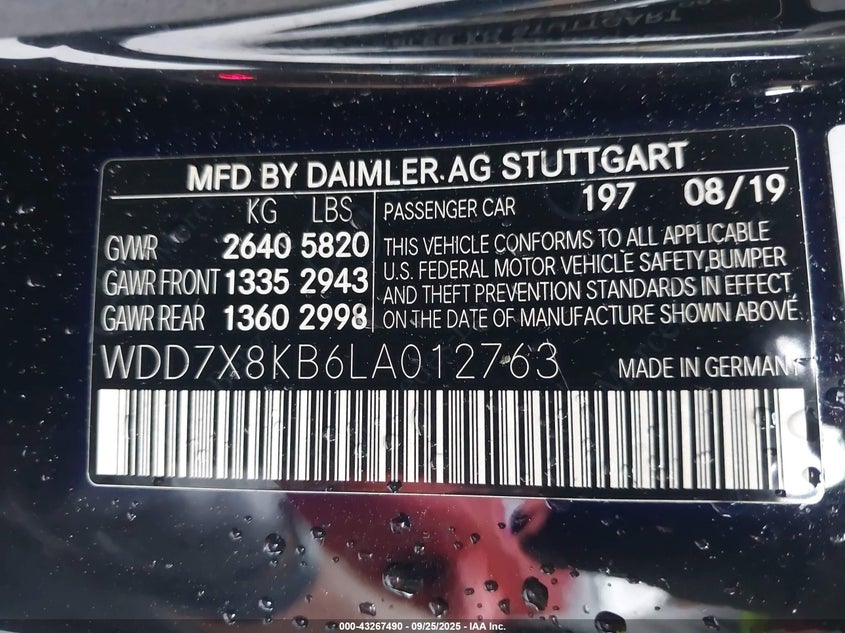 MFD BY DAIMLER AG STUTTGART
KG LBS
GVWR 2640 5820
GAWR FRONT 1335 2943
GAWR REAR 1360 2998
PASSENGER CAR 197 08/19
THIS VEHICLE CONFORMS TO ALL APPLICABLE
U.S. FEDERAL MOTOR VEHICLE SAFETY, BUMPER
AND THEFT PREVENTION STANDARDS IN EFFECT
ON THE DATE OF MANUFACTURE SHOWN ABOVE.
WDD7X8KB6LA012763 MADE IN GERMANY
000-43267490 - 09/25/2025 - IAA Inc.